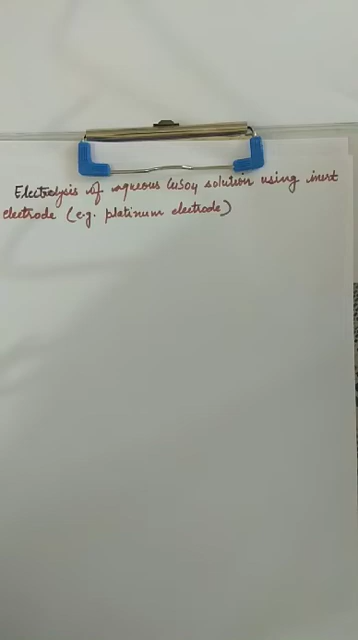 Electrolysis of aqueous CuSO4 solution using inert
electrode (e.g. platinum electrode)